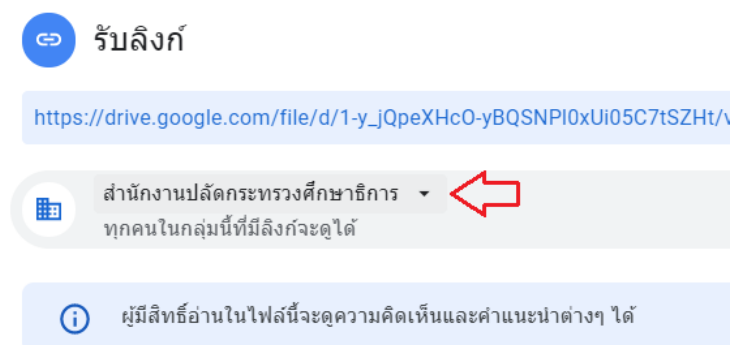 รับลิงก์
https://drive.google.com/file/d/1-y_jQpeXHcO-yBQSNPI0xUi05C7tSZHt/v
สำนักงานปลัดกระทรวงศึกษาธิการ
ทุกคนในกลุ่มนี้ที่มีลิงก์จะดูได้
ผู้มีสิทธิ์อ่านในไฟล์นี้จะดูความคิดเห็นและคำแนะนำต่างๆ ได้